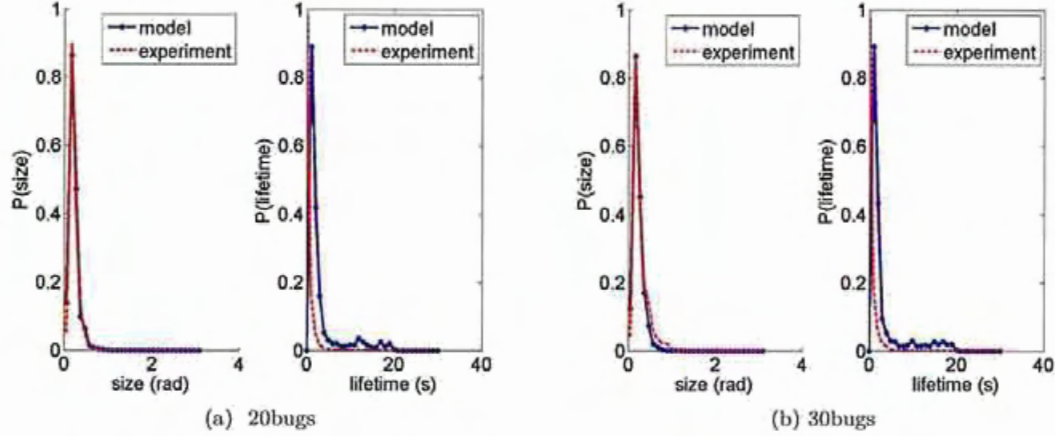 model
experiment
P(size)
1
0.8
0.6
0.4
0.2
0
0 2 4
size (rad)
model
experiment
P(lifetime)
1
0.8
0.6
0.4
0.2
0
0 20 40
lifetime (s)
(a) 20bugs
model
experiment
P(size)
1
0.8
0.6
0.4
0.2
0
0 2 4
size (rad)
model
experiment
P(lifetime)
1
0.8
0.6
0.4
0.2
0
0 20 40
lifetime (s)
(b) 30bugs